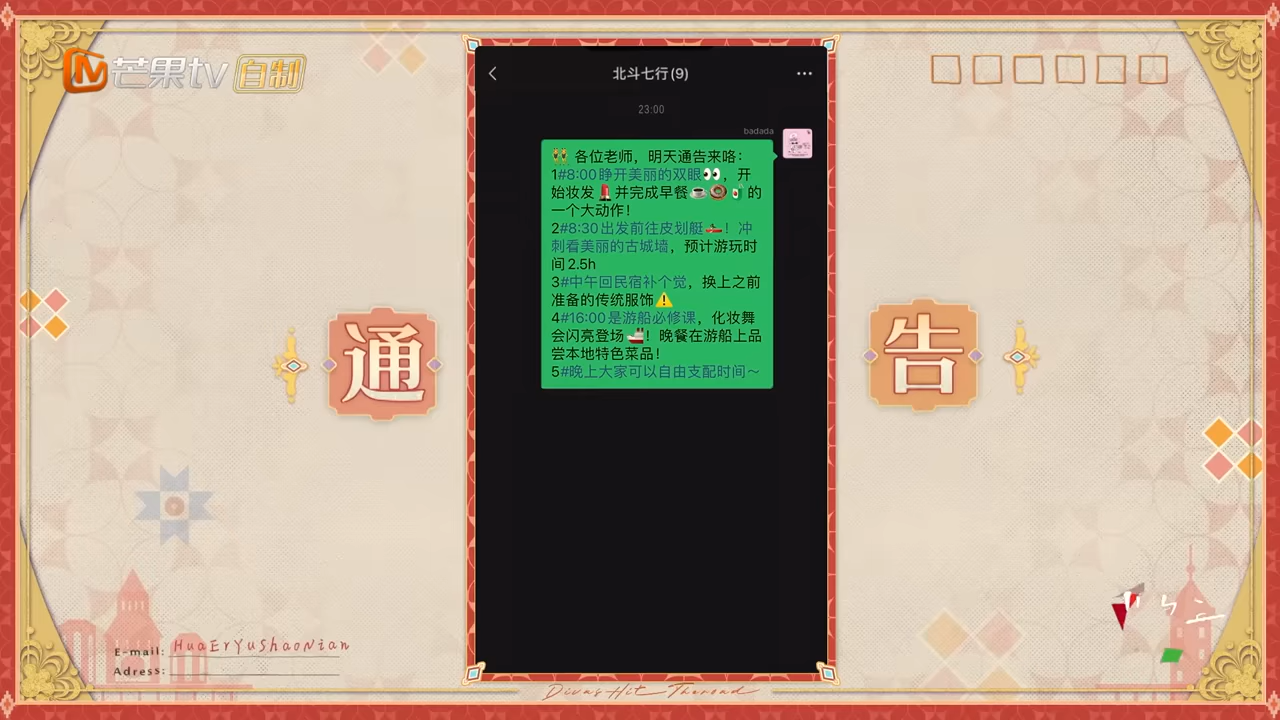 芒果tv 自制
北斗七行(9)
23:00
badada
👯 各位老师，明天通告来咯：
1#8:00睁开美丽的双眼👀，开
始妆发💄并完成早餐☕🍩🧃的
一个大动作！
2#8:30出发前往皮划艇🚣！冲
刺看美丽的古城墙，预计游玩时
间2.5h
3#中午回民宿补个觉，换上之前
准备的传统服饰⚠️
4#16:00是游船必修课，化妆舞
会闪亮登场🚢！晚餐在游船上品
尝本地特色菜品！
5#晚上大家可以自由支配时间～
通
告
E-mail: HuaErYuShaoNian
Adress:
Divas Hit The road